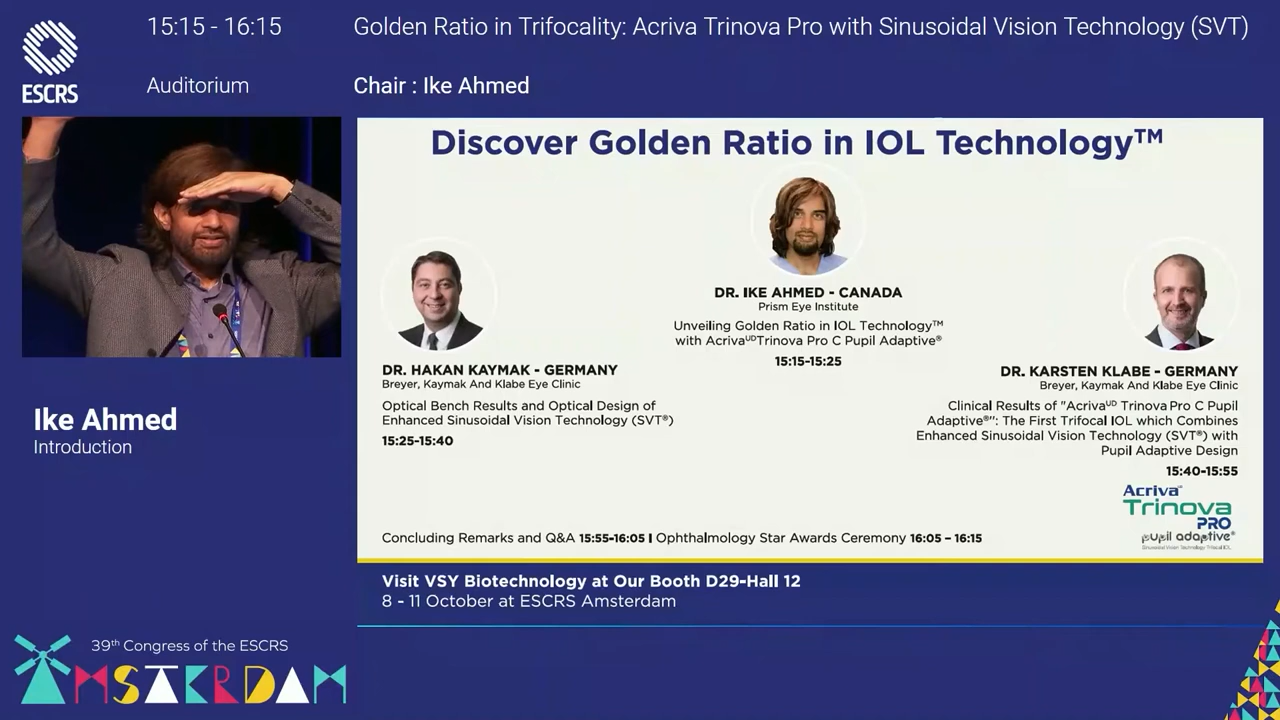 15:15 - 16:15
Golden Ratio in Trifocality: Acriva Trinova Pro with Sinusoidal Vision Technology (SVT)
ESCRS
Auditorium
Chair : Ike Ahmed
Discover Golden Ratio in IOL Technology™
DR. IKE AHMED - CANADA
Prism Eye Institute
Unveiling Golden Ratio in IOL Technology™
with Acrivaᵁᴰ Trinova Pro C Pupil Adaptive®
15:15-15:25
DR. HAKAN KAYMAK - GERMANY
Breyer, Kaymak And Klabe Eye Clinic
Optical Bench Results and Optical Design of
Enhanced Sinusoidal Vision Technology (SVT®)
15:25-15:40
DR. KARSTEN KLABE - GERMANY
Breyer, Kaymak And Klabe Eye Clinic
Clinical Results of "Acrivaᵁᴰ Trinova Pro C Pupil
Adaptive®": The First Trifocal IOL which Combines
Enhanced Sinusoidal Vision Technology (SVT®) with
Pupil Adaptive Design
15:40-15:55
Acrivaᵁᴰ
Trinova
PRO
pupil adaptive®
Sinusoidal Vision Technology Trifocal IOL
Concluding Remarks and Q&A 15:55-16:05 I Ophthalmology Star Awards Ceremony 16:05 – 16:15
Ike Ahmed
Introduction
Visit VSY Biotechnology at Our Booth D29-Hall 12
8 - 11 October at ESCRS Amsterdam
39th Congress of the ESCRS
AMSTERDAM